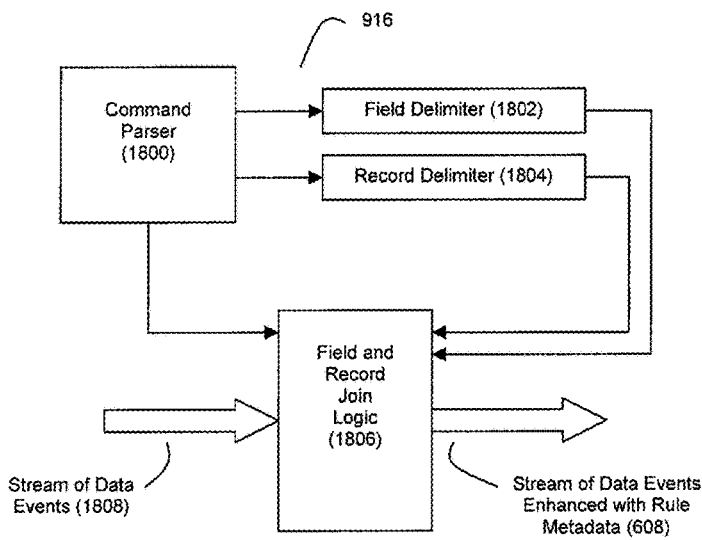 916
Command
Parser
(1800)
Field Delimiter (1802)
Record Delimiter (1804)
Field and
Record
Join
Logic
(1806)
Stream of Data
Events (1808)
Stream of Data Events
Enhanced with Rule
Metadata (608)